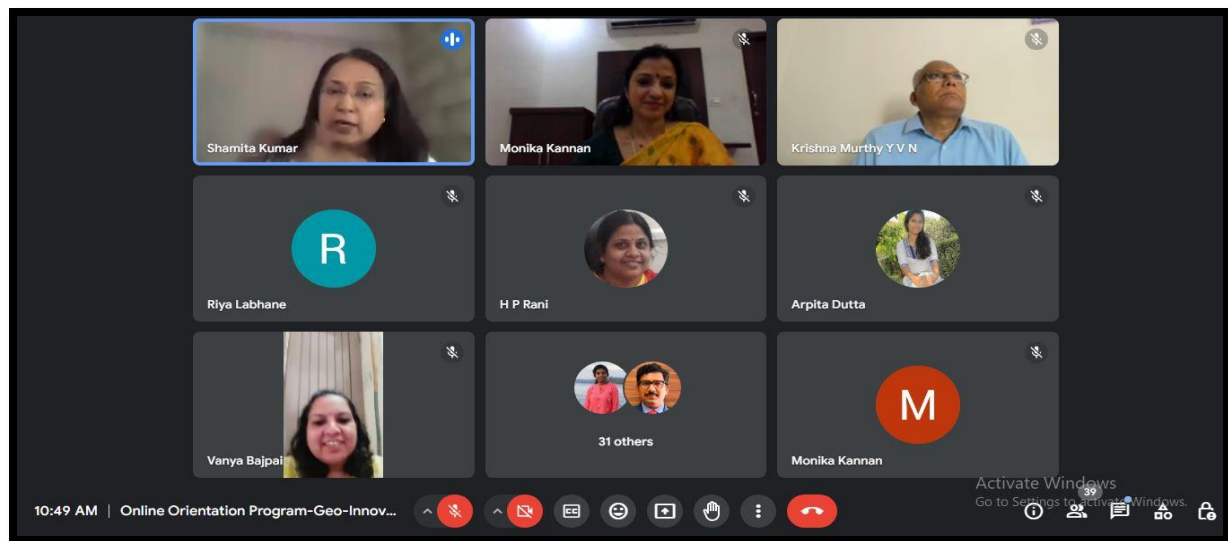 Shamita Kumar
Monika Kannan
Krishna Murthy Y V N
R
Riya Labhane
H P Rani
Arpita Dutta
Vanya Bajpai
31 others
M
Monika Kannan
Activate Windows
Go to Settings to activate Windows.
10:49 AM | Online Orientation Program-Geo-Innov...
CC
39